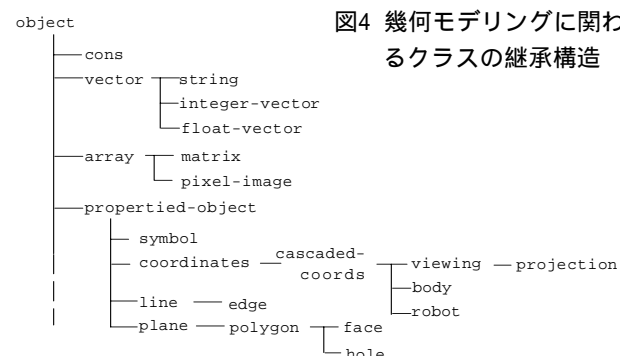 object
図4 幾何モデリングに関わ
るクラスの継承構造
cons
vector string
integer-vector
float-vector
array matrix
pixel-image
propertied-object
symbol
coordinates cascaded-
coords viewing projection
body
robot
line edge
plane polygon face
hole